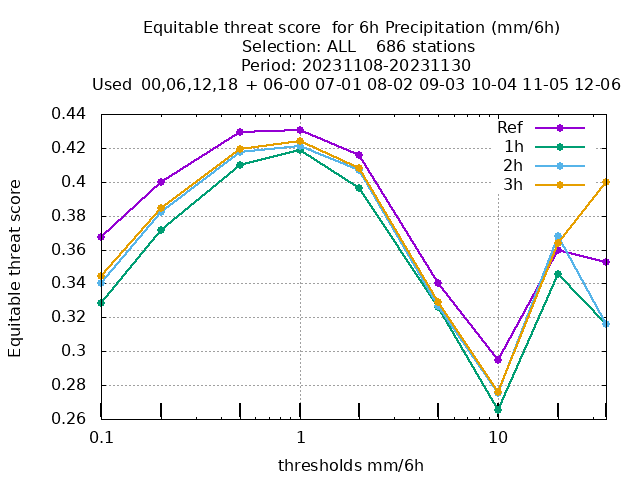 Equitable threat score  for 6h Precipitation (mm/6h)
Selection: ALL    686 stations
Period: 20231108-20231130
Used  00,06,12,18  + 06-00 07-01 08-02 09-03 10-04 11-05 12-06
Ref
1h
2h
3h
Equitable threat score
0.44
0.42
0.4
0.38
0.36
0.34
0.32
0.3
0.28
0.26
0.1
1
10
thresholds mm/6h